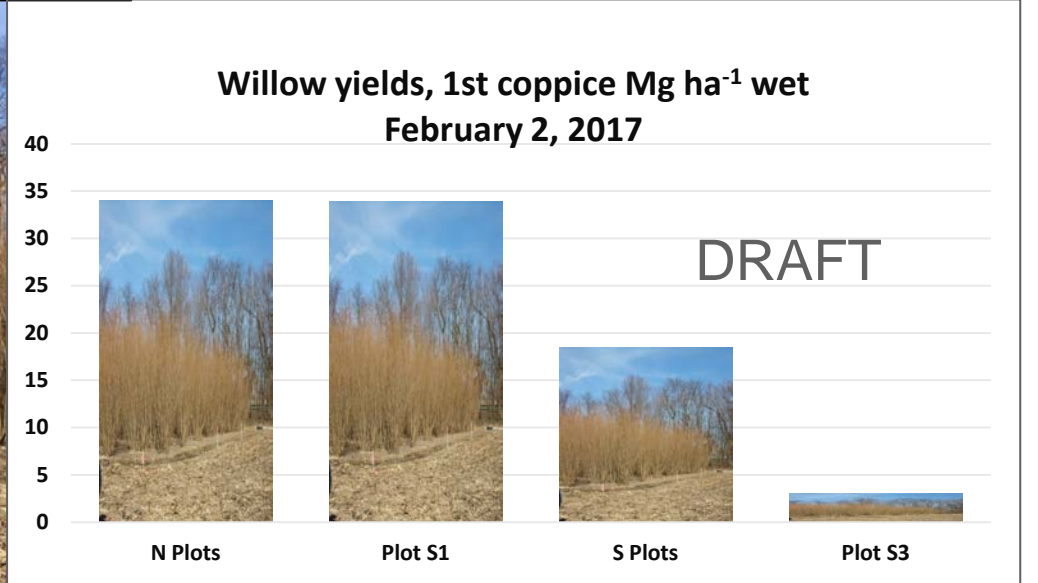 Willow yields, 1st coppice Mg ha⁻¹ wet
February 2, 2017
40
35
30
25
20
15
10
5
0
DRAFT
N Plots
Plot S1
S Plots
Plot S3